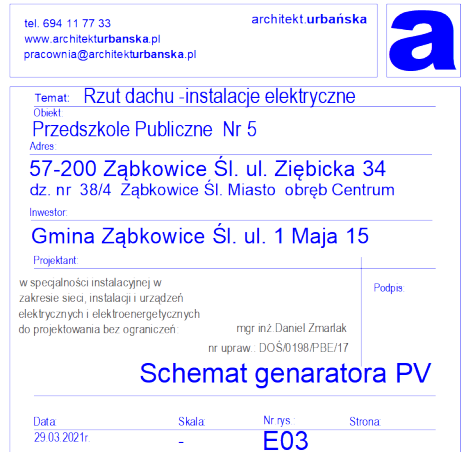 tel. 694 11 77 33
www.architekturbanska.pl
pracownia@architekturbanska.pl
architekt.urbańska
a
Temat: Rzut dachu -instalacje elektryczne
Obiekt:
Przedszkole Publiczne Nr 5
Adres:
57-200 Ząbkowice Śl. ul. Ziębicka 34
dz. nr 38/4 Ząbkowice Śl. Miasto obręb Centrum
Inwestor:
Gmina Ząbkowice Śl. ul. 1 Maja 15
Projektant:
w specjalności instalacyjnej w
zakresie sieci, instalacji i urządzeń
elektrycznych i elektroenergetycznych
do projektowania bez ograniczeń:
mgr inż.Daniel Zmarlak
nr upraw.: DOŚ/0198/PBE/17
Podpis:
Schemat genaratora PV
Data: Skala: Nr.rys. Strona:
29.03.2021r. - E03